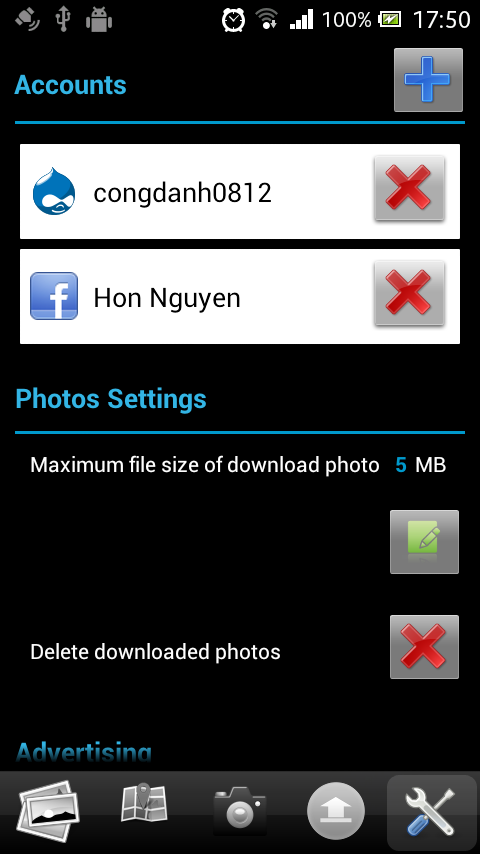 100% 17:50
Accounts
congdanh0812
Hon Nguyen
Photos Settings
Maximum file size of download photo 5 MB
Delete downloaded photos
Advertising